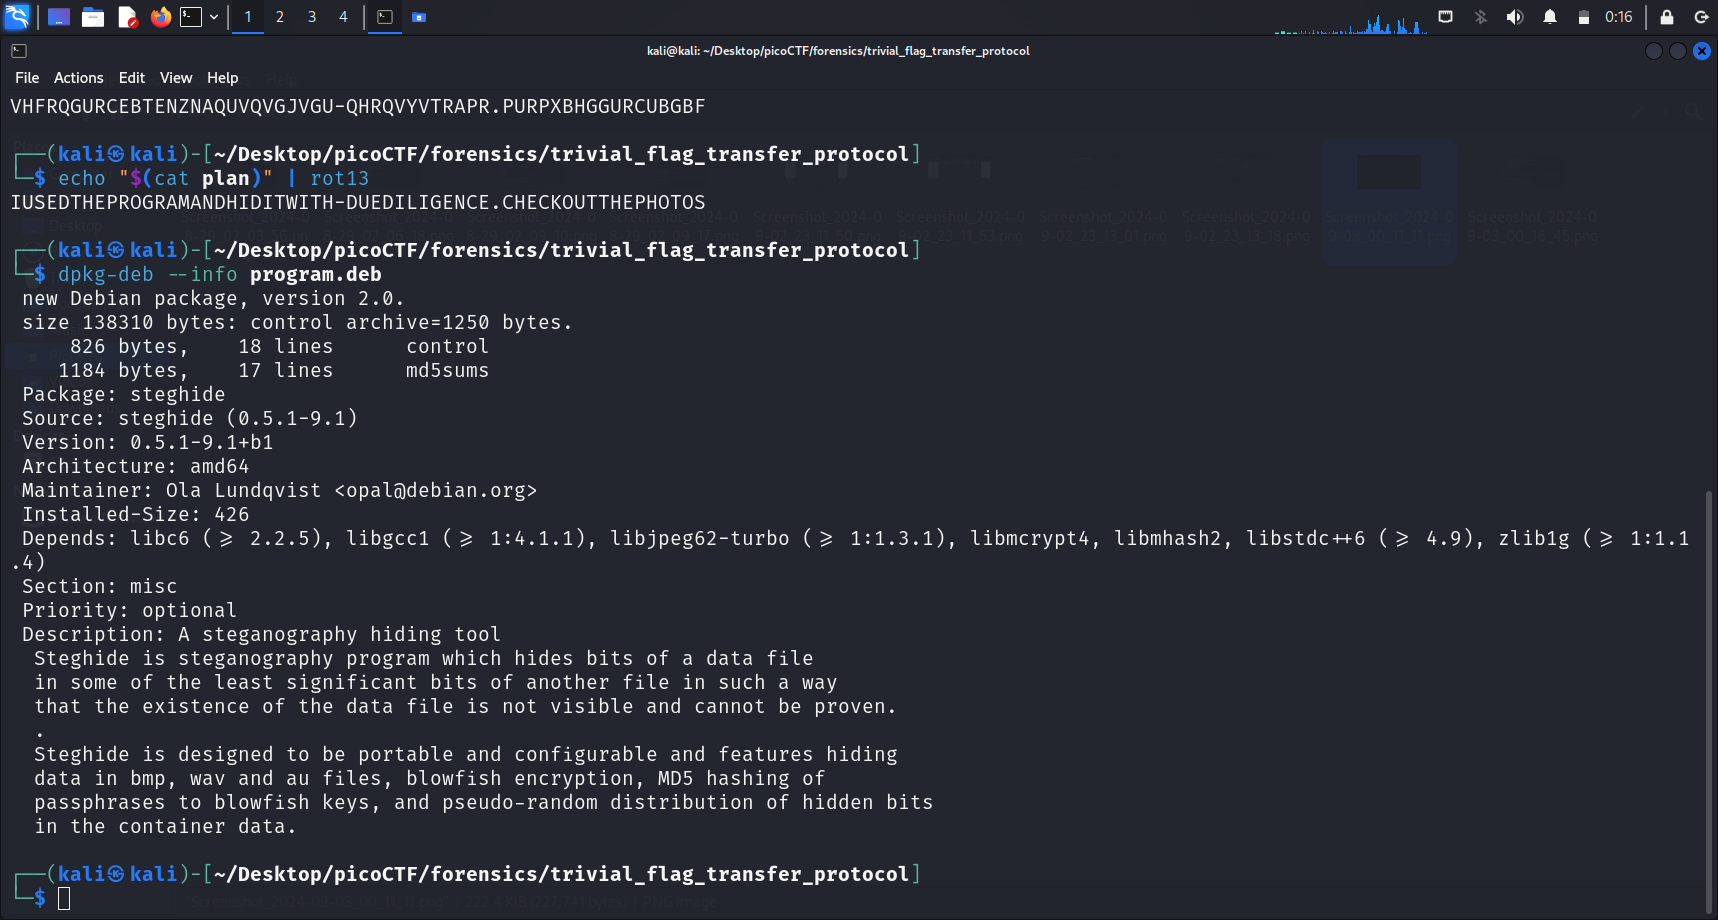 1 2 3 4 0:16
kali@kali: ~/Desktop/picoCTF/forensics/trivial_flag_transfer_protocol
File Actions Edit View Help
VHFRQGURCEBTENZNAQUVQVGJVGU-QHRQVYVTRAPR.PURPXBHGGURCUBGBF
┌──(kali㉿kali)-[~/Desktop/picoCTF/forensics/trivial_flag_transfer_protocol]
└─$ echo "$(cat plan)" | rot13
IUSEDTHEPROGRAMANDHIDITWITH-DUEDILIGENCE.CHECKOUTTHEPHOTOS
┌──(kali㉿kali)-[~/Desktop/picoCTF/forensics/trivial_flag_transfer_protocol]
└─$ dpkg-deb --info program.deb
new Debian package, version 2.0.
size 138310 bytes: control archive=1250 bytes.
826 bytes, 18 lines control
1184 bytes, 17 lines md5sums
Package: steghide
Source: steghide (0.5.1-9.1)
Version: 0.5.1-9.1+b1
Architecture: amd64
Maintainer: Ola Lundqvist <opal@debian.org>
Installed-Size: 426
Depends: libc6 (>= 2.2.5), libgcc1 (>= 1:4.1.1), libjpeg62-turbo (>= 1:1.3.1), libmcrypt4, libmhash2, libstdc++6 (>= 4.9), zlib1g (>= 1:1.1
.4)
Section: misc
Priority: optional
Description: A steganography hiding tool
Steghide is steganography program which hides bits of a data file
in some of the least significant bits of another file in such a way
that the existence of the data file is not visible and cannot be proven.
.
Steghide is designed to be portable and configurable and features hiding
data in bmp, wav and au files, blowfish encryption, MD5 hashing of
passphrases to blowfish keys, and pseudo-random distribution of hidden bits
in the container data.
┌──(kali㉿kali)-[~/Desktop/picoCTF/forensics/trivial_flag_transfer_protocol]
└─$